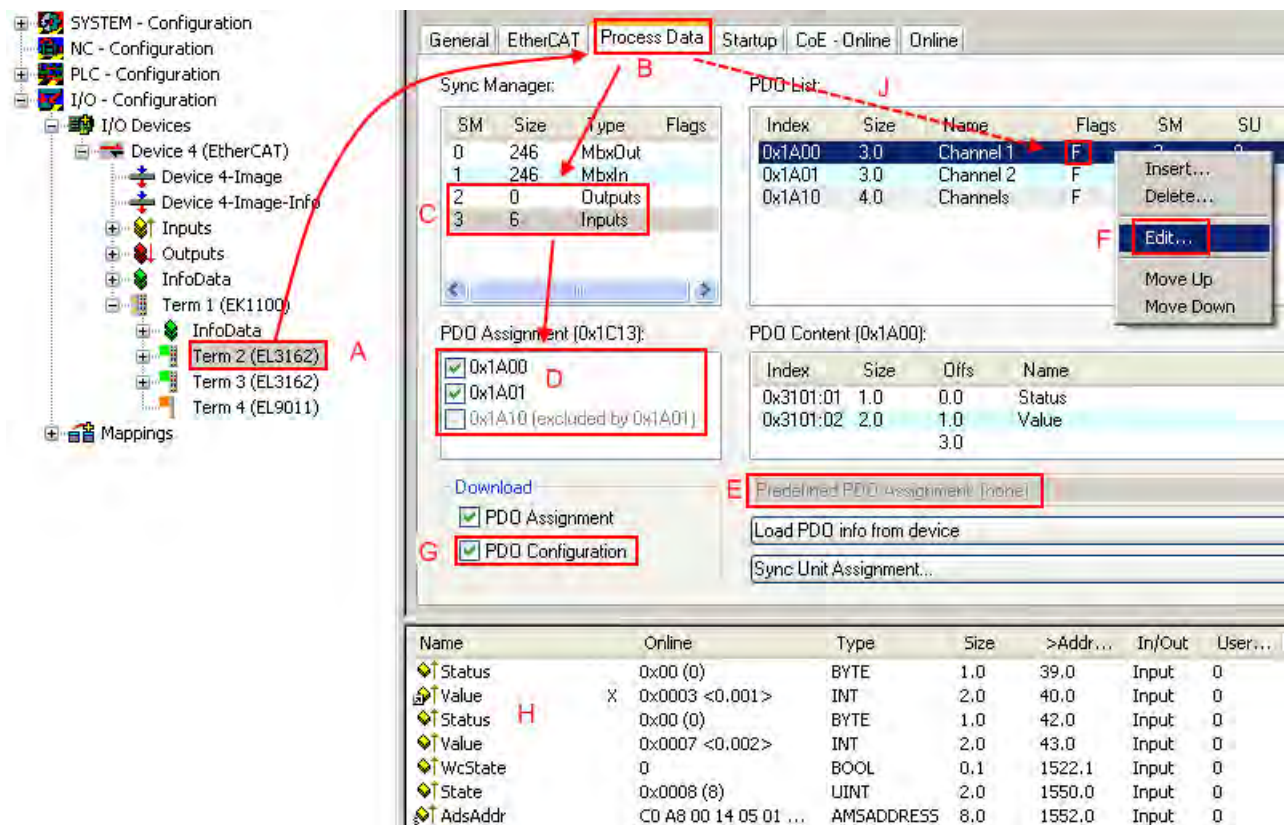 SYSTEM - Configuration
NC - Configuration
PLC - Configuration
I/O - Configuration
I/O Devices
Device 4 (EtherCAT)
Device 4-Image
Device 4-Image-Info
Inputs
Outputs
InfoData
Term 1 (EK1100)
InfoData
Term 2 (EL3162) A
Term 3 (EL3162)
Term 4 (EL9011)
Mappings
General EtherCAT Process Data Startup CoE - Online Online
B
J
Sync Manager:
SM Size Type Flags
0 246 MbxOut
1 246 MbxIn
2 0 Outputs
C
3 6 Inputs
PDO List:
Index Size Name Flags SM SU
0x1A00 3.0 Channel 1 F
0x1A01 3.0 Channel 2 F
0x1A10 4.0 Channels F
Insert...
Delete...
F Edit...
Move Up
Move Down
PDO Assignment (0x1C13):
0x1A00
D
0x1A01
0x1A10 (excluded by 0x1A01)
PDO Content (0x1A00):
Index Size Offs Name
0x3101:01 1.0 0.0 Status
0x3101:02 2.0 1.0 Value
3.0
Download
PDO Assignment
G PDO Configuration
E Predefined PDO Assignment: (none)
Load PDO info from device
Sync Unit Assignment...
Name Online Type Size >Addr... In/Out User...
Status 0x00 (0) BYTE 1.0 39.0 Input 0
Value X 0x0003 <0.001> INT 2.0 40.0 Input 0
Status H 0x00 (0) BYTE 1.0 42.0 Input 0
Value 0x0007 <0.002> INT 2.0 43.0 Input 0
WcState 0 BOOL 0.1 1522.1 Input 0
State 0x0008 (8) UINT 2.0 1550.0 Input 0
AdsAddr C0 A8 00 14 05 01 ... AMSADDRESS 8.0 1552.0 Input 0